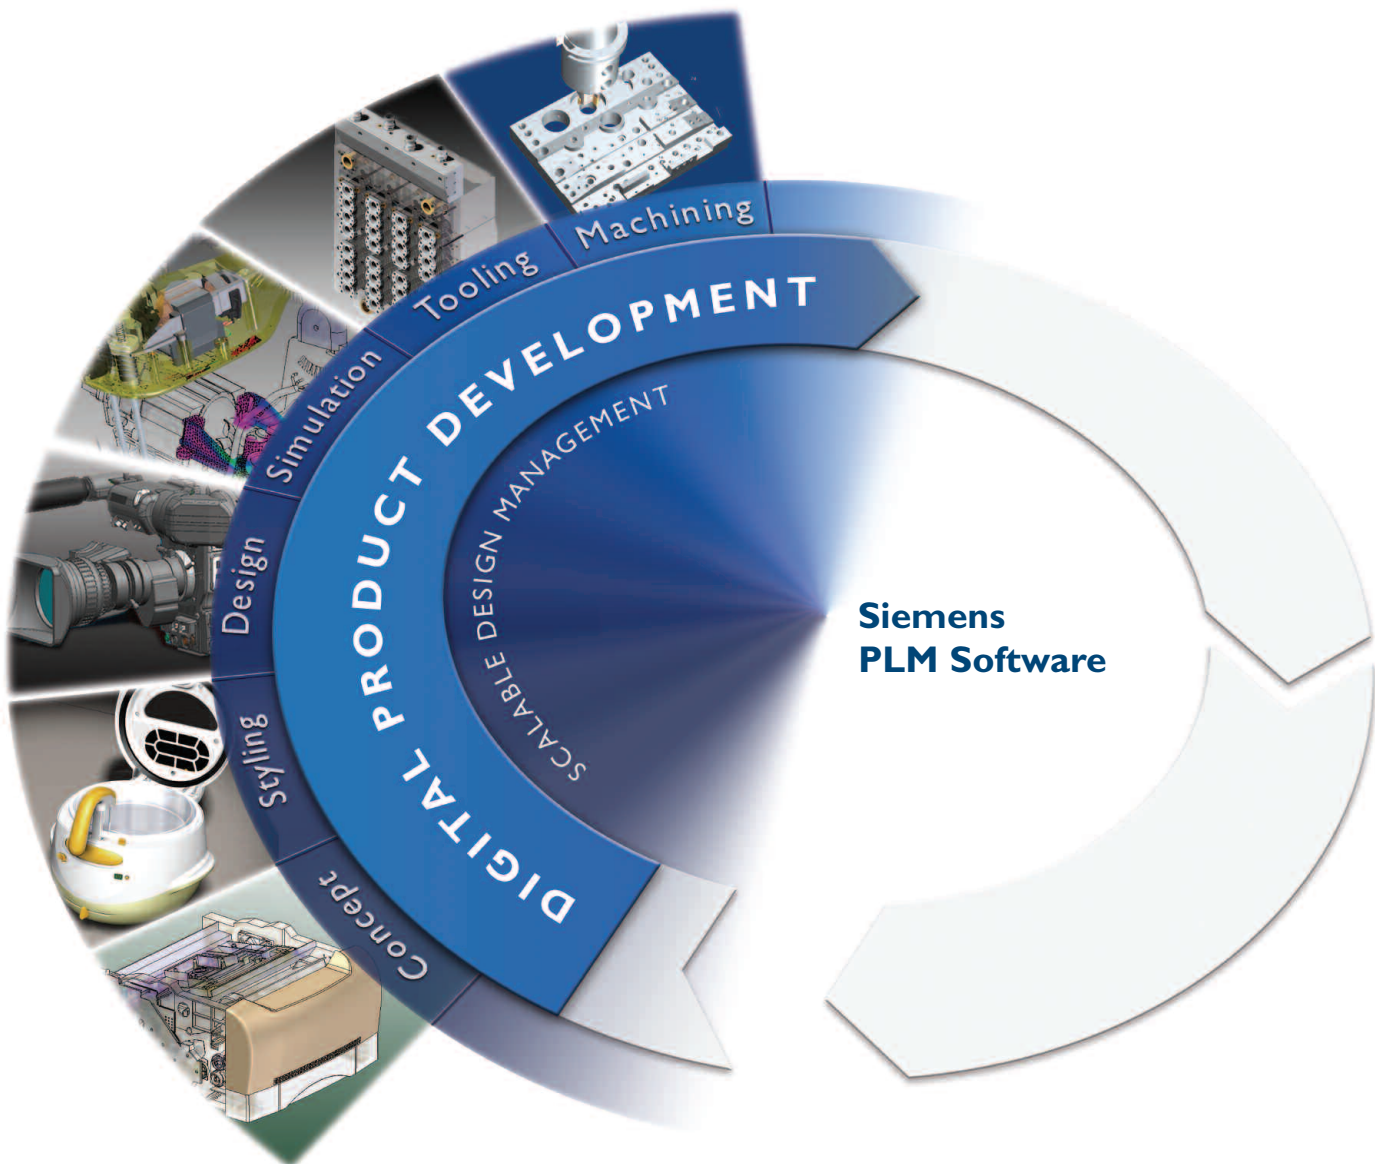 Machining
Tooling
Simulation
Design
Styling
Concept
DIGITAL PRODUCT DEVELOPMENT
SCALABLE DESIGN MANAGEMENT
Siemens
PLM Software